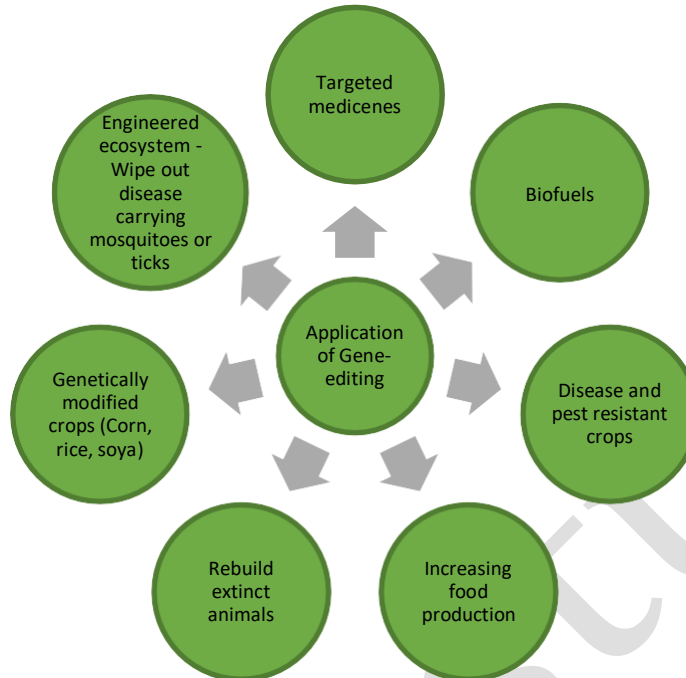 Targeted
medicenes
Biofuels
Disease and
pest resistant
crops
Increasing
food
production
Rebuild
extinct
animals
Genetically
modified
crops (Corn,
rice, soya)
Engineered
ecosystem -
Wipe out
disease
carrying
mosquitoes or
ticks
Application
of Gene-
editing